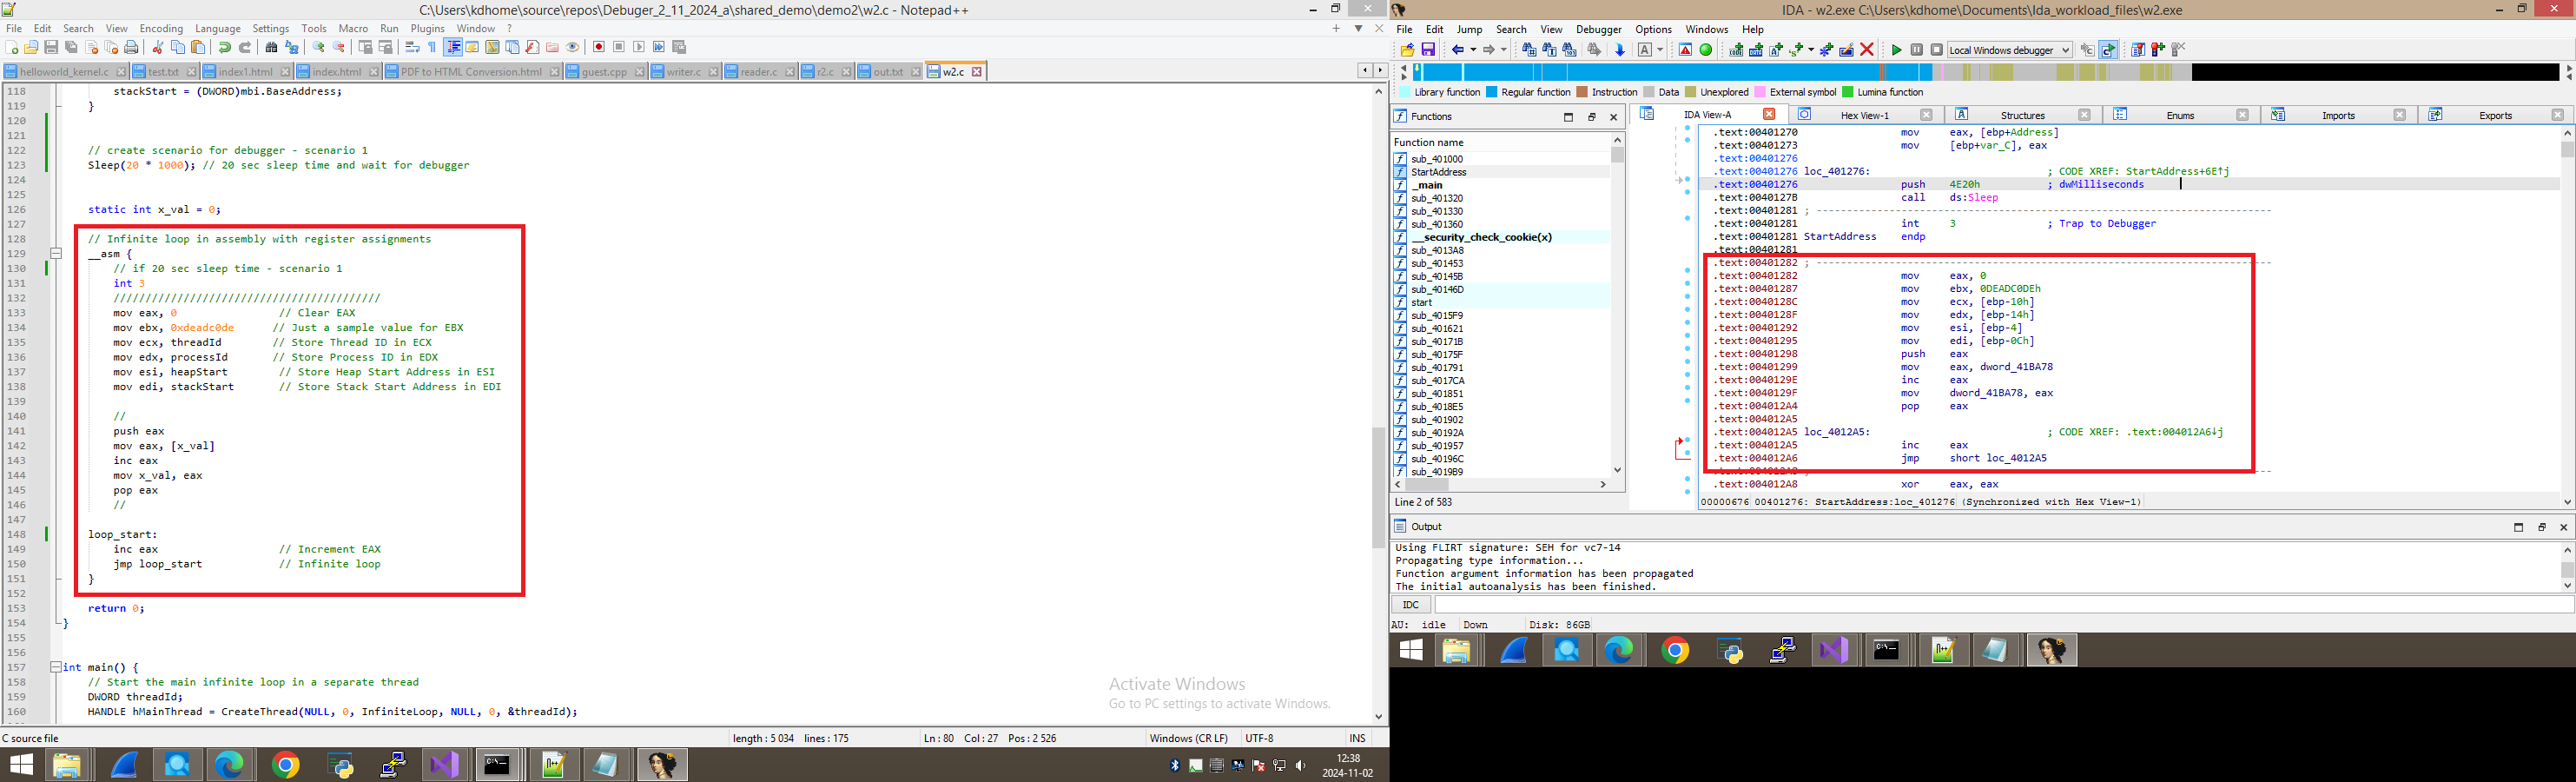 C:\Users\kdhome\source\repos\Debuger_2_11_2024_a\shared_demo\demo2\w2.c - Notepad++
File Edit Search View Encoding Language Settings Tools Macro Run Plugins Window ?
helloworld_kernel.c test.txt index1.html index.html PDF to HTML Conversion.html guest.cpp writer.c reader.c r2.c out.txt w2.c
118 stackStart = (DWORD)mbi.BaseAddress;
119 }
120
121
122 // create scenario for debugger - scenario 1
123 Sleep(20 * 1000); // 20 sec sleep time and wait for debugger
124
125
126 static int x_val = 0;
127
128 // Infinite loop in assembly with register assignments
129 __asm {
130 // if 20 sec sleep time - scenario 1
131 int 3
132 //////////////////////////////////////////
133 mov eax, 0 // Clear EAX
134 mov ebx, 0xdeadc0de // Just a sample value for EBX
135 mov ecx, threadId // Store Thread ID in ECX
136 mov edx, processId // Store Process ID in EDX
137 mov esi, heapStart // Store Heap Start Address in ESI
138 mov edi, stackStart // Store Stack Start Address in EDI
139
140 //
141 push eax
142 mov eax, [x_val]
143 inc eax
144 mov x_val, eax
145 pop eax
146 //
147
148 loop_start:
149 inc eax // Increment EAX
150 jmp loop_start // Infinite loop
151 }
152
153 return 0;
154 }
155
156
157 int main() {
158 // Start the main infinite loop in a separate thread
159 DWORD threadId;
160 HANDLE hMainThread = CreateThread(NULL, 0, InfiniteLoop, NULL, 0, &threadId);
Activate Windows
Go to PC settings to activate Windows.
C source file length : 5 034 lines : 175 Ln : 80 Col : 27 Pos : 2 526 Windows (CR LF) UTF-8 INS
12:38
2024-11-02
IDA - w2.exe C:\Users\kdhome\Documents\Ida_workload_files\w2.exe
File Edit Jump Search View Debugger Options Windows Help
Local Windows debugger
Library function Regular function Instruction Data Unexplored External symbol Lumina function
Functions
Function name
sub_401000
StartAddress
_main
sub_401320
sub_401330
sub_401360
__security_check_cookie(x)
sub_4013A8
sub_401453
sub_40145B
sub_40146D
start
sub_4015F9
sub_401621
sub_40171B
sub_40175F
sub_401791
sub_4017CA
sub_401851
sub_4018E5
sub_401902
sub_40192A
sub_401957
sub_40196C
sub_4019B9
Line 2 of 583
IDA View-A Hex View-1 Structures Enums Imports Exports
.text:00401270 mov eax, [ebp+Address]
.text:00401273 mov [ebp+var_C], eax
.text:00401276
.text:00401276 loc_401276: ; CODE XREF: StartAddress+6E↑j
.text:00401276 push 4E20h ; dwMilliseconds
.text:0040127B call ds:Sleep
.text:00401281 ; ---------------------------------------------------------------------------
.text:00401281 int 3 ; Trap to Debugger
.text:00401281 StartAddress endp
.text:00401281
.text:00401282 ; ---------------------------------------------------------------------------
.text:00401282 mov eax, 0
.text:00401287 mov ebx, 0DEADC0DEh
.text:0040128C mov ecx, [ebp-10h]
.text:0040128F mov edx, [ebp-14h]
.text:00401292 mov esi, [ebp-4]
.text:00401295 mov edi, [ebp-0Ch]
.text:00401298 push eax
.text:00401299 mov eax, dword_41BA78
.text:0040129E inc eax
.text:0040129F mov dword_41BA78, eax
.text:004012A4 pop eax
.text:004012A5
.text:004012A5 loc_4012A5: ; CODE XREF: .text:004012A6↓j
.text:004012A5 inc eax
.text:004012A6 jmp short loc_4012A5
.text:004012A8 xor eax, eax
00000676 00401276: StartAddress:loc_401276 (Synchronized with Hex View-1)
Output
Using FLIRT signature: SEH for vc7-14
Propagating type information...
Function argument information has been propagated
The initial autoanalysis has been finished.
IDC
AU: idle Down Disk: 86GB